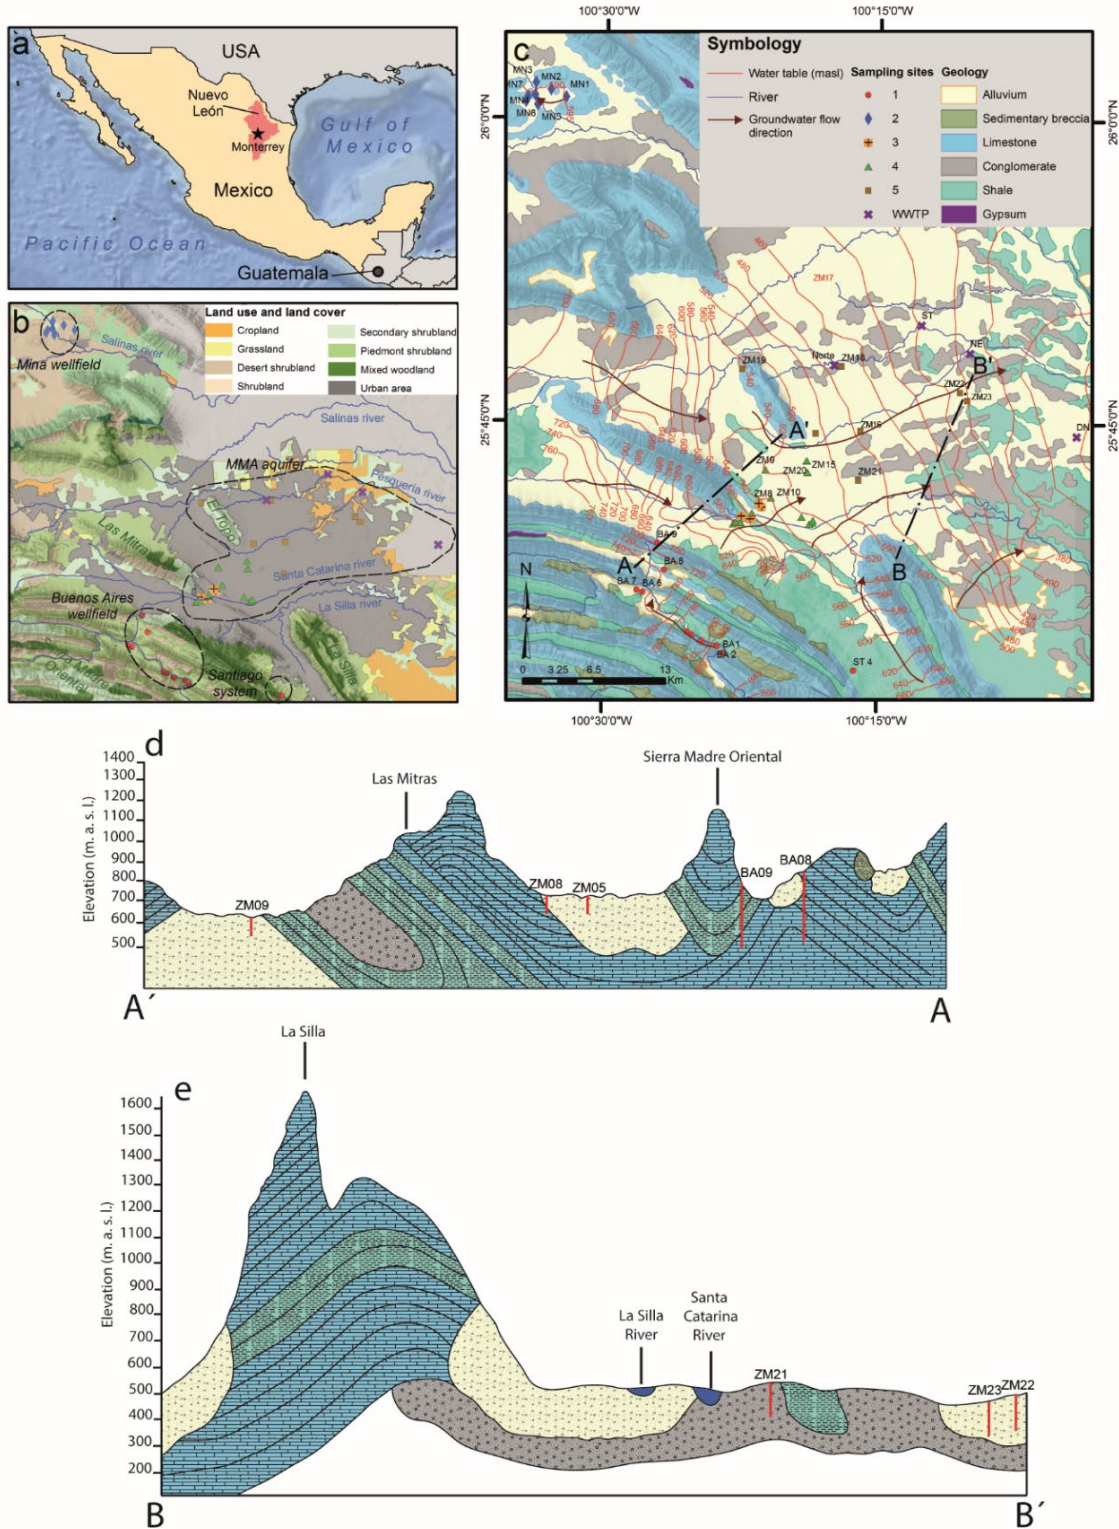 a
USA
Nuevo
León
Monterrey
Gulf of
Mexico
Mexico
Pacific Ocean
Guatemala
b
Land use and land cover
Cropland
Grassland
Desert shrubland
Shrubland
Secondary shrubland
Piedmont shrubland
Mixed woodland
Urban area
Mina wellfield
Salinas river
Salinas river
MMA aquifer
Pesquería river
El Topo
Las Mitras
Santa Catarina river
Buenos Aires
wellfield
La Silla river
Sierra Madre
Oriental
Santiago
system
La Silla
100°30'0"W
100°15'0"W
c
Symbology
Water table (masl)
River
Groundwater flow
direction
Sampling sites
1
2
3
4
5
WWTP
Geology
Alluvium
Sedimentary breccia
Limestone
Conglomerate
Shale
Gypsum
26°0'0"N
26°0'0"N
25°45'0"N
25°45'0"N
MN3
MN2
MN7
MN1
MN4
MN6
MN5
ZM17
ST
NE
Norte
ZM18
ZM19
B'
ZM22
ZM23
A'
ZM16
DN
ZM9
ZM15
ZM20
ZM21
ZM8
ZM10
BA-9
A
BA 8
BA 7
BA 6
B
BA1
BA 2
ST 4
N
0 3.25 6.5 13
Km
100°30'0"W
100°15'0"W
d
Elevation (m. a. s. l.)
1400
1300
1200
1100
1000
900
800
700
600
500
Las Mitras
Sierra Madre Oriental
ZM09
ZM08
ZM05
BA09
BA08
A´
A
e
Elevation (m. a. s. l.)
1600
1500
1400
1300
1200
1100
1000
900
800
700
600
500
400
300
200
La Silla
La Silla
River
Santa
Catarina
River
ZM21
ZM23
ZM22
B
B´